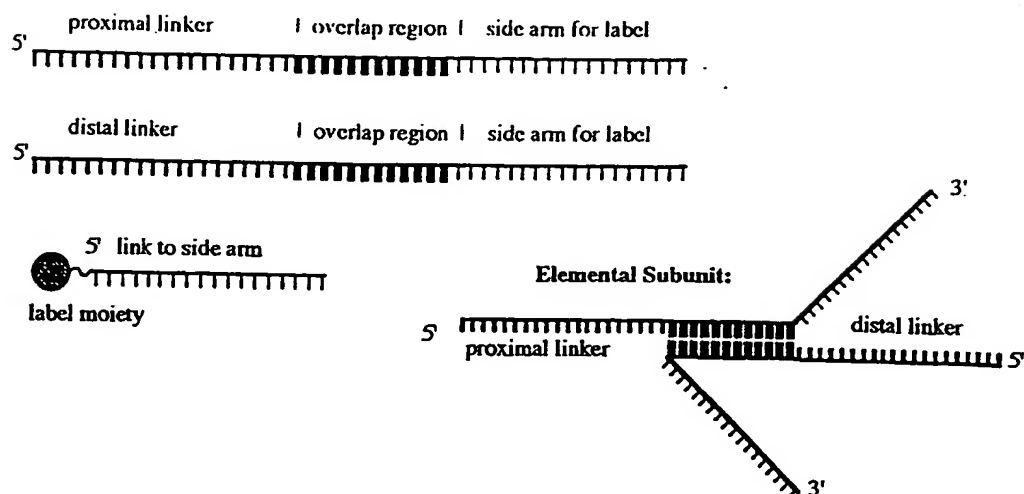 proximal linker | overlap region | side arm for label
5'
distal linker | overlap region | side arm for label
5'
5' link to side arm
label moiety
Elemental Subunit:
3'
5' proximal linker
distal linker
5'
3'